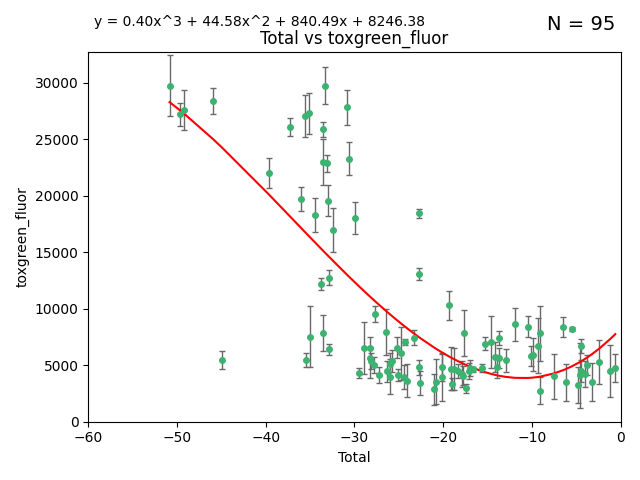 y = 0.40x^3 + 44.58x^2 + 840.49x + 8246.38
N = 95
Total vs toxgreen_fluor
30000
25000
20000
15000
10000
5000
0
toxgreen_fluor
−60
−50
−40
−30
−20
−10
0
Total